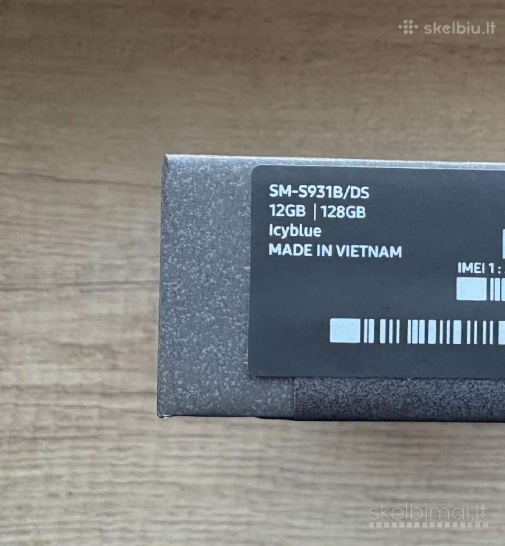 skelbiu.lt
SM-S931B/DS
12GB | 128GB
Icyblue
MADE IN VIETNAM
IMEI 1 :
skelbimai.lt